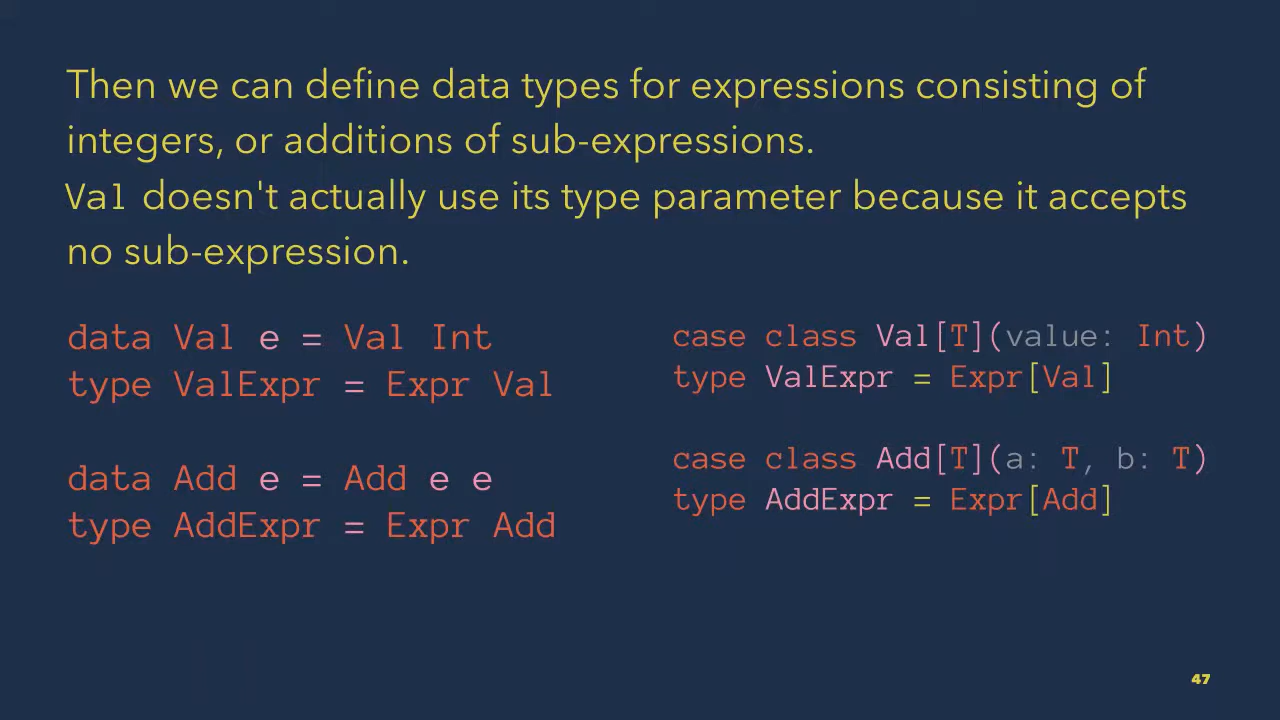 Then we can define data types for expressions consisting of
integers, or additions of sub-expressions.
Val doesn't actually use its type parameter because it accepts
no sub-expression.
data Val e = Val Int
type ValExpr = Expr Val
data Add e = Add e e
type AddExpr = Expr Add
case class Val[T](value: Int)
type ValExpr = Expr[Val]
case class Add[T](a: T, b: T)
type AddExpr = Expr[Add]
47